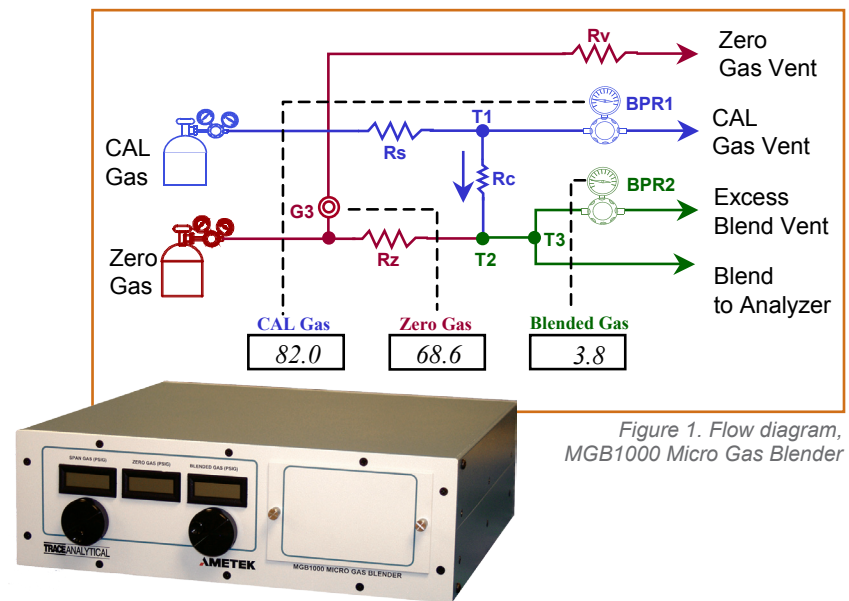 Rv
Zero
Gas Vent
BPR1
T1
CAL
Gas Vent
CAL
Gas
Rs
Rc
BPR2
G3
Excess
Blend Vent
Zero
Gas
Rz
T2
T3
Blend
to Analyzer
CAL Gas
Zero Gas
Blended Gas
82.0
68.6
3.8
Figure 1. Flow diagram,
MGB1000 Micro Gas Blender
SPAN GAS (PSIG)
ZERO GAS (PSIG)
BLENDED GAS (PSIG)
TRACEANALYTICAL
AMETEK
MGB1000 MICRO GAS BLENDER